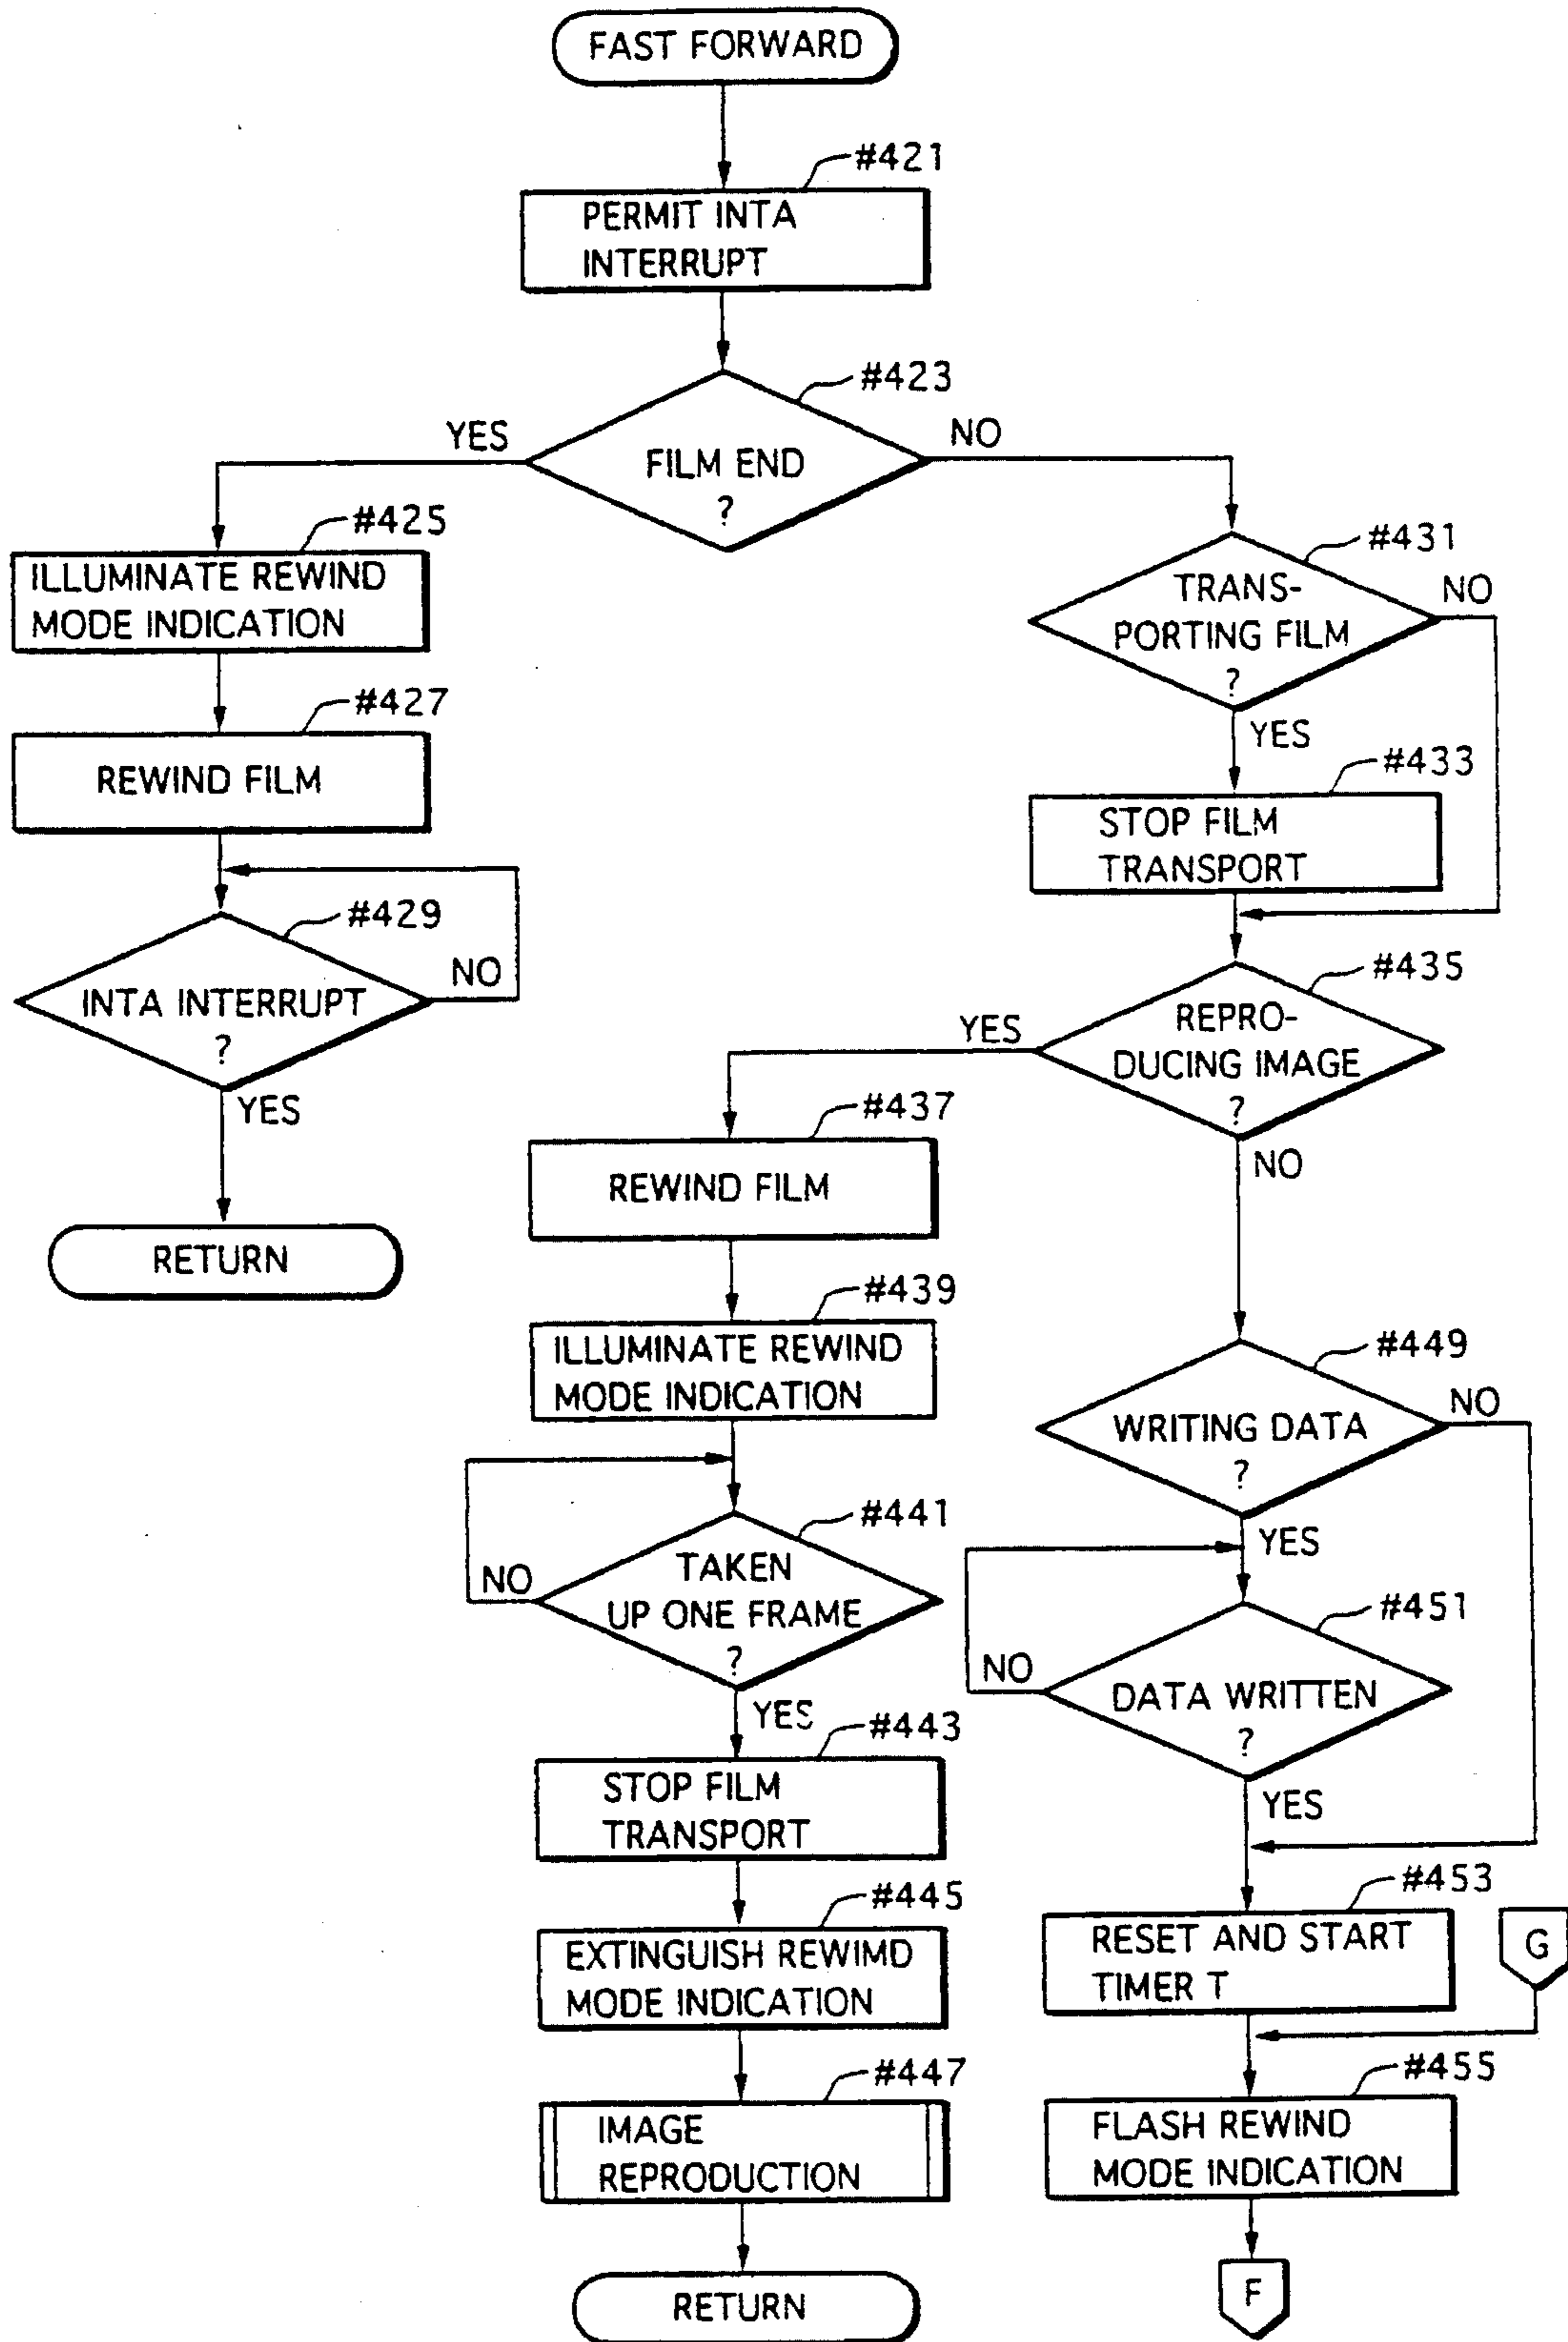 FAST FORWARD
#421
PERMIT INTA
INTERRUPT
#423
YES
NO
FILM END
?
#425
ILLUMINATE REWIND
MODE INDICATION
#427
REWIND FILM
#429
INTA INTERRUPT
?
NO
YES
RETURN
#431
TRANS-
PORTING FILM
?
NO
YES
#433
STOP FILM
TRANSPORT
#435
REPRO-
DUCING IMAGE
?
YES
NO
#437
REWIND FILM
#439
ILLUMINATE REWIND
MODE INDICATION
#441
TAKEN
UP ONE FRAME
?
NO
YES
#443
STOP FILM
TRANSPORT
#445
EXTINGUISH REWIMD
MODE INDICATION
#447
IMAGE
REPRODUCTION
RETURN
#449
WRITING DATA
?
NO
YES
#451
DATA WRITTEN
?
NO
YES
#453
RESET AND START
TIMER T
G
#455
FLASH REWIND
MODE INDICATION
F